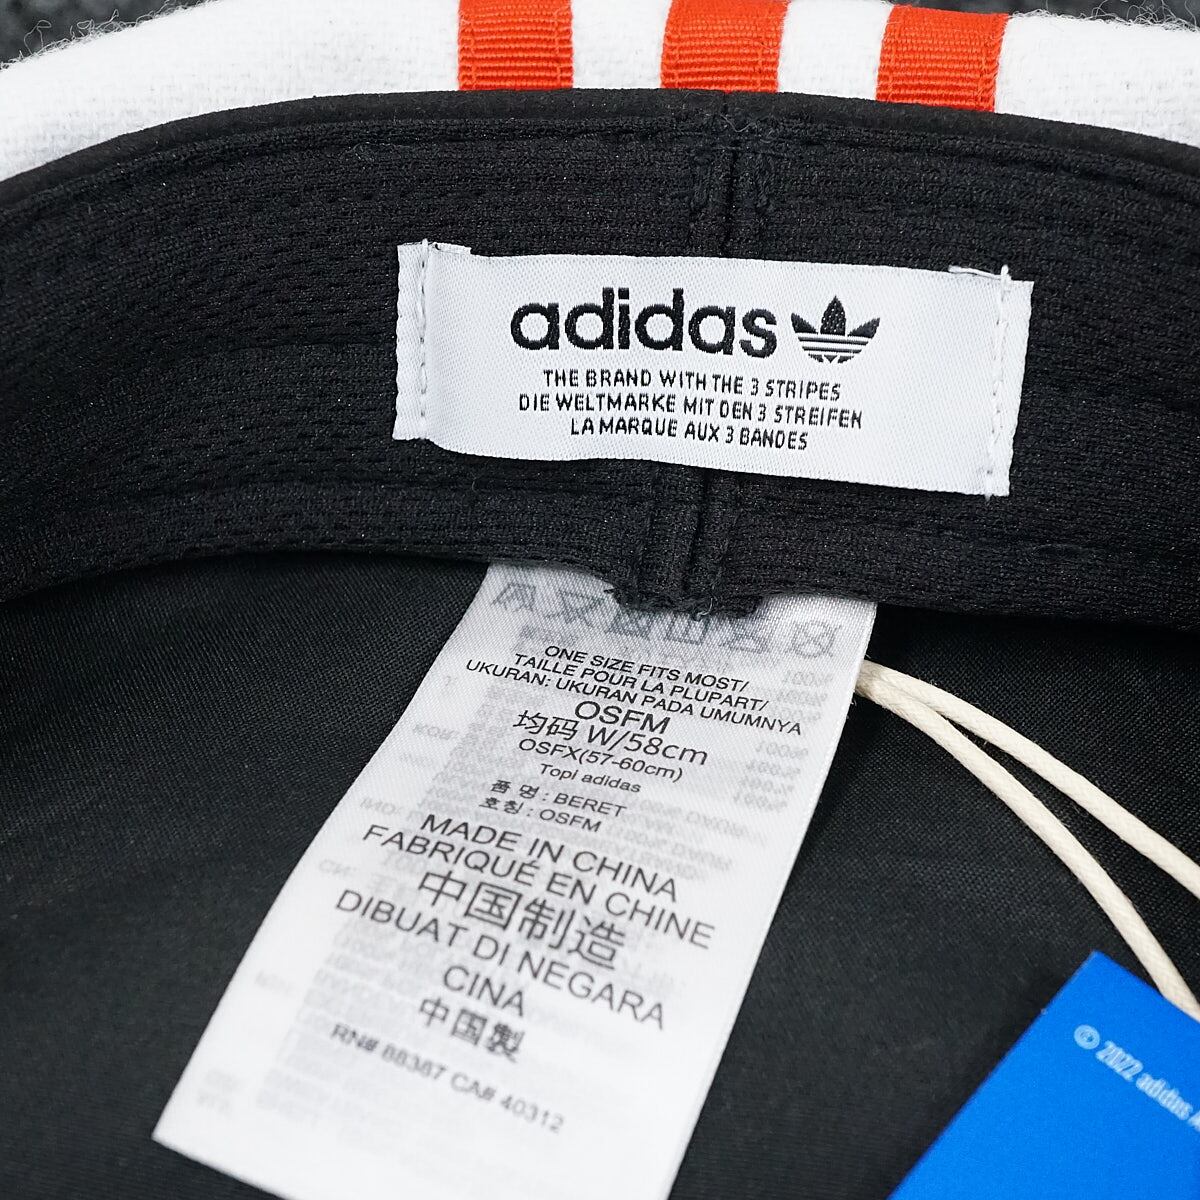 adidas
THE BRAND WITH THE 3 STRIPES
DIE WELTMARKE MIT DEN 3 STREIFEN
LA MARQUE AUX 3 BANDES
ONE SIZE FITS MOST/
TAILLE POUR LA PLUPART/
UKURAN: UKURAN PADA UMUMNYA
OSFM
均码 W/58cm
OSFX(57-60cm)
Topi adidas
품 명 : BERET
호칭 : OSFM
MADE IN CHINA
FABRIQUÉ EN CHINE
中国制造
DIBUAT DI NEGARA
CINA
中国製
RN# 88387 CA# 40312
© 2022 adidas